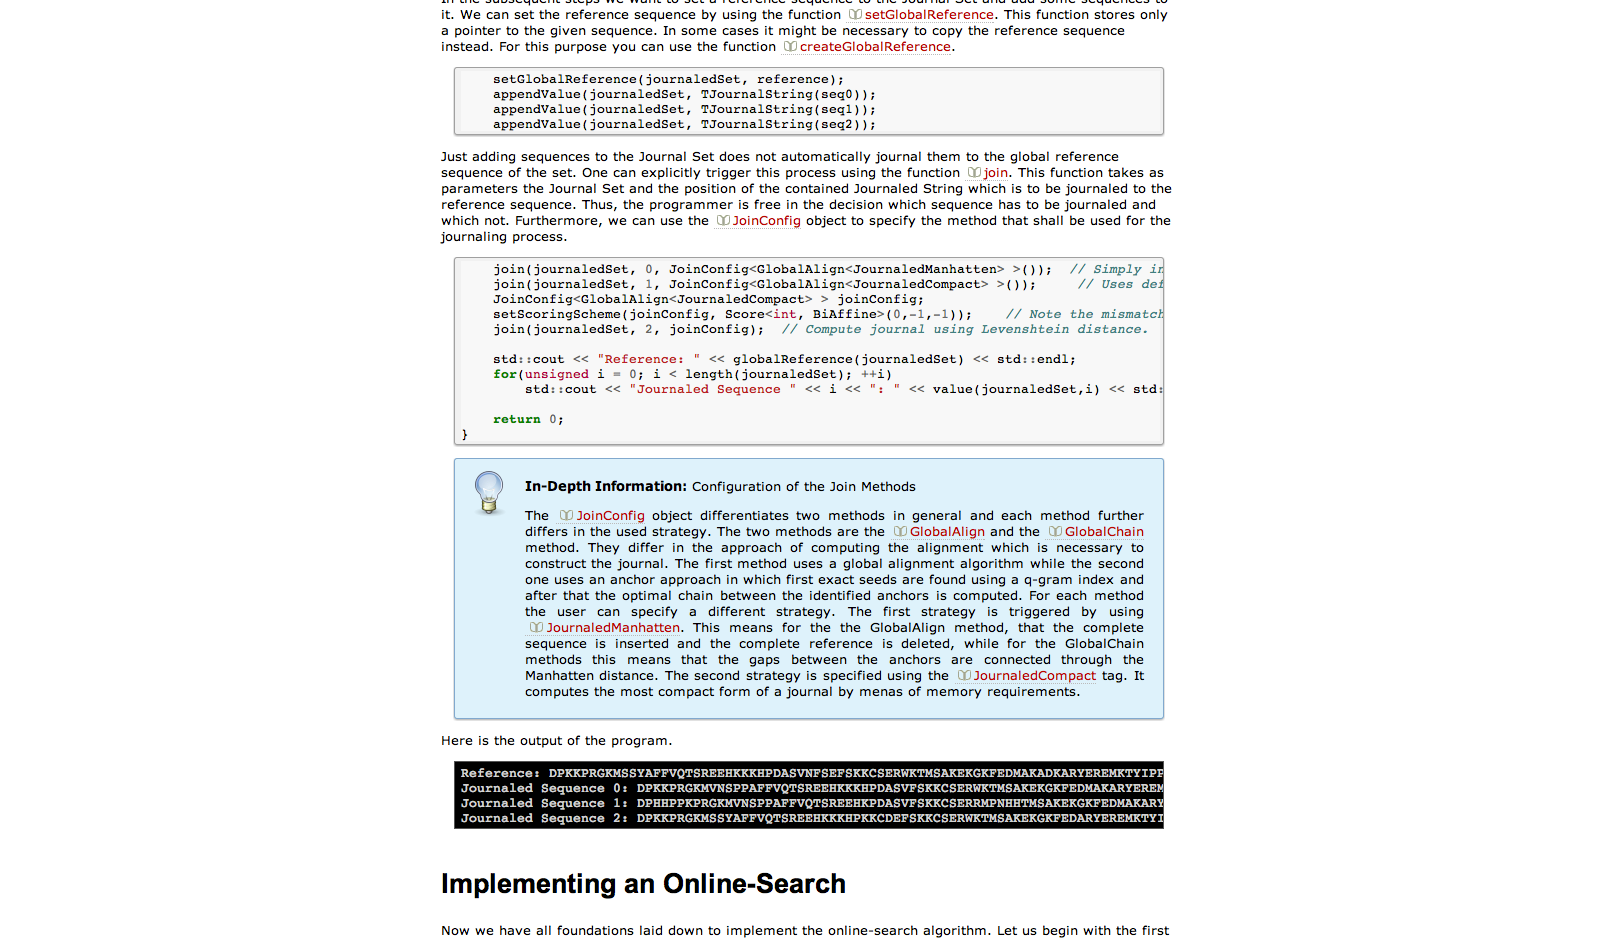 it. We can set the reference sequence by using the function setGlobalReference. This function stores only
a pointer to the given sequence. In some cases it might be necessary to copy the reference sequence
instead. For this purpose you can use the function createGlobalReference.
setGlobalReference(journaledSet, reference);
appendValue(journaledSet, TJournalString(seq0));
appendValue(journaledSet, TJournalString(seq1));
appendValue(journaledSet, TJournalString(seq2));
Just adding sequences to the Journal Set does not automatically journal them to the global reference
sequence of the set. One can explicitly trigger this process using the function join. This function takes as
parameters the Journal Set and the position of the contained Journaled String which is to be journaled to the
reference sequence. Thus, the programmer is free in the decision which sequence has to be journaled and
which not. Furthermore, we can use the JoinConfig object to specify the method that shall be used for the
journaling process.
join(journaledSet, 0, JoinConfig<GlobalAlign<JournaledManhatten> >()); // Simply in
join(journaledSet, 1, JoinConfig<GlobalAlign<JournaledCompact> >()); // Uses def
JoinConfig<GlobalAlign<JournaledCompact> > joinConfig;
setScoringScheme(joinConfig, Score<int, BiAffine>(0,-1,-1)); // Note the mismatch
join(journaledSet, 2, joinConfig); // Compute journal using Levenshtein distance.
std::cout << "Reference: " << globalReference(journaledSet) << std::endl;
for(unsigned i = 0; i < length(journaledSet); ++i)
std::cout << "Journaled Sequence " << i << ": " << value(journaledSet,i) << std:
return 0;
}
In-Depth Information: Configuration of the Join Methods
The JoinConfig object differentiates two methods in general and each method further
differs in the used strategy. The two methods are the GlobalAlign and the GlobalChain
method. They differ in the approach of computing the alignment which is necessary to
construct the journal. The first method uses a global alignment algorithm while the second
one uses an anchor approach in which first exact seeds are found using a q-gram index and
after that the optimal chain between the identified anchors is computed. For each method
the user can specify a different strategy. The first strategy is triggered by using
JournaledManhatten. This means for the the GlobalAlign method, that the complete
sequence is inserted and the complete reference is deleted, while for the GlobalChain
methods this means that the gaps between the anchors are connected through the
Manhatten distance. The second strategy is specified using the JournaledCompact tag. It
computes the most compact form of a journal by menas of memory requirements.
Here is the output of the program.
Reference: DPKKPRGKMSSYAFFVQTSREEHKKKHPDASVNFSEFSKKCSERWKTMSAKEKGKFEDMAKADKARYEREMKTYIPP
Journaled Sequence 0: DPKKPRGKMVNSPPAFFVQTSREEHKKKHPDASVFSKKCSERWKTMSAKEKGKFEDMAKARYEREM
Journaled Sequence 1: DPHHPPKPRGKMVNSPPAFFVQTSREEHKPDASVFSKKCSERRMPNHHTMSAKEKGKFEDMAKARY
Journaled Sequence 2: DPKKPRGKMSSYAFFVQTSREEHKKKHPKKCDEFSKKCSERWKTMSAKEKGKFEDARYEREMKTYI
Implementing an Online-Search
Now we have all foundations laid down to implement the online-search algorithm. Let us begin with the first